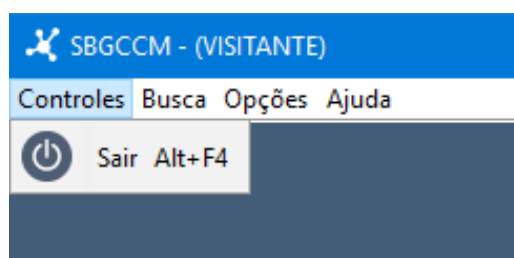 SBGCCM - (VISITANTE)
Controles Busca Opções Ajuda
Sair Alt+F4